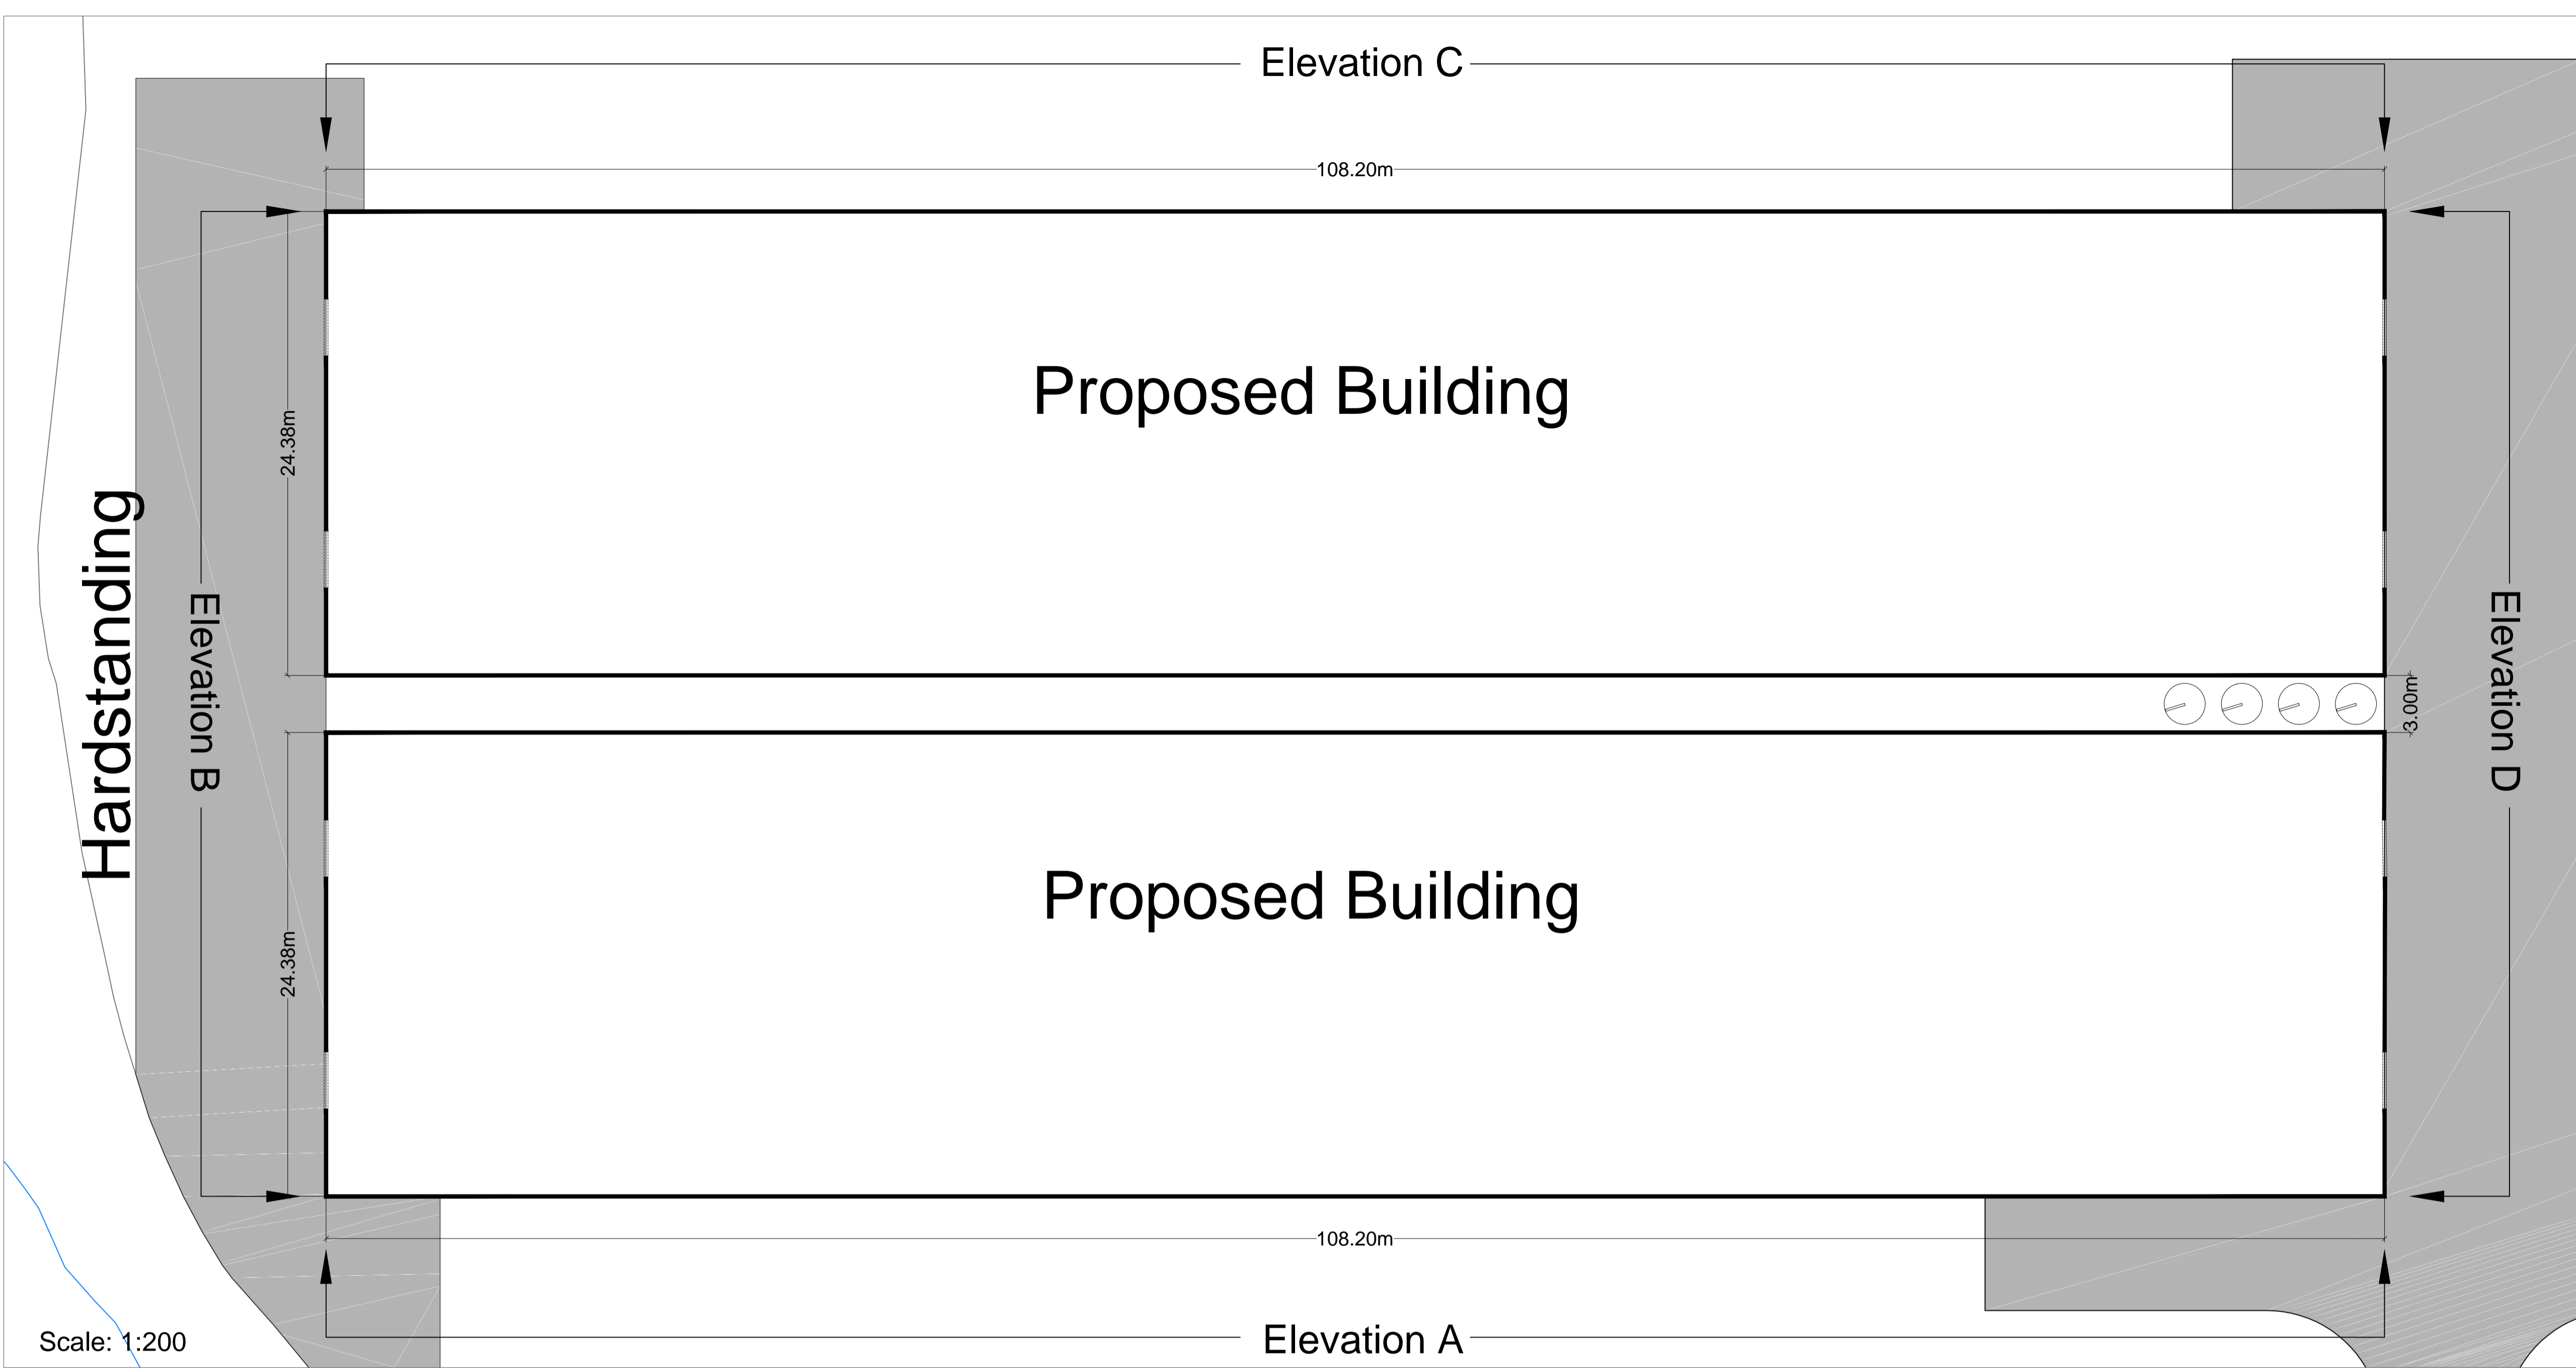 Elevation C
108.20m
Proposed Building
24.38m
Hardstanding
Elevation B
Elevation D
3.00m
Proposed Building
24.38m
108.20m
Elevation A
Scale: 1:200